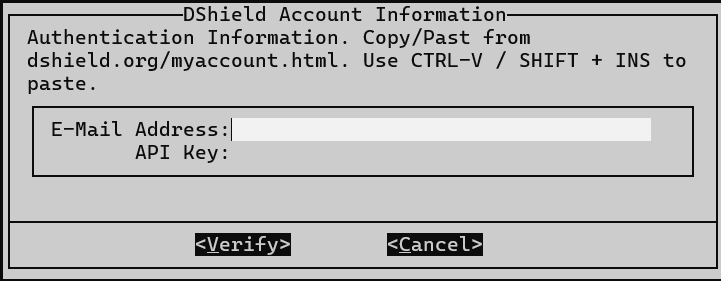 DShield Account Information
Authentication Information. Copy/Past from
dshield.org/myaccount.html. Use CTRL-V / SHIFT + INS to
paste.
E-Mail Address:
API Key:
<Verify> <Cancel>